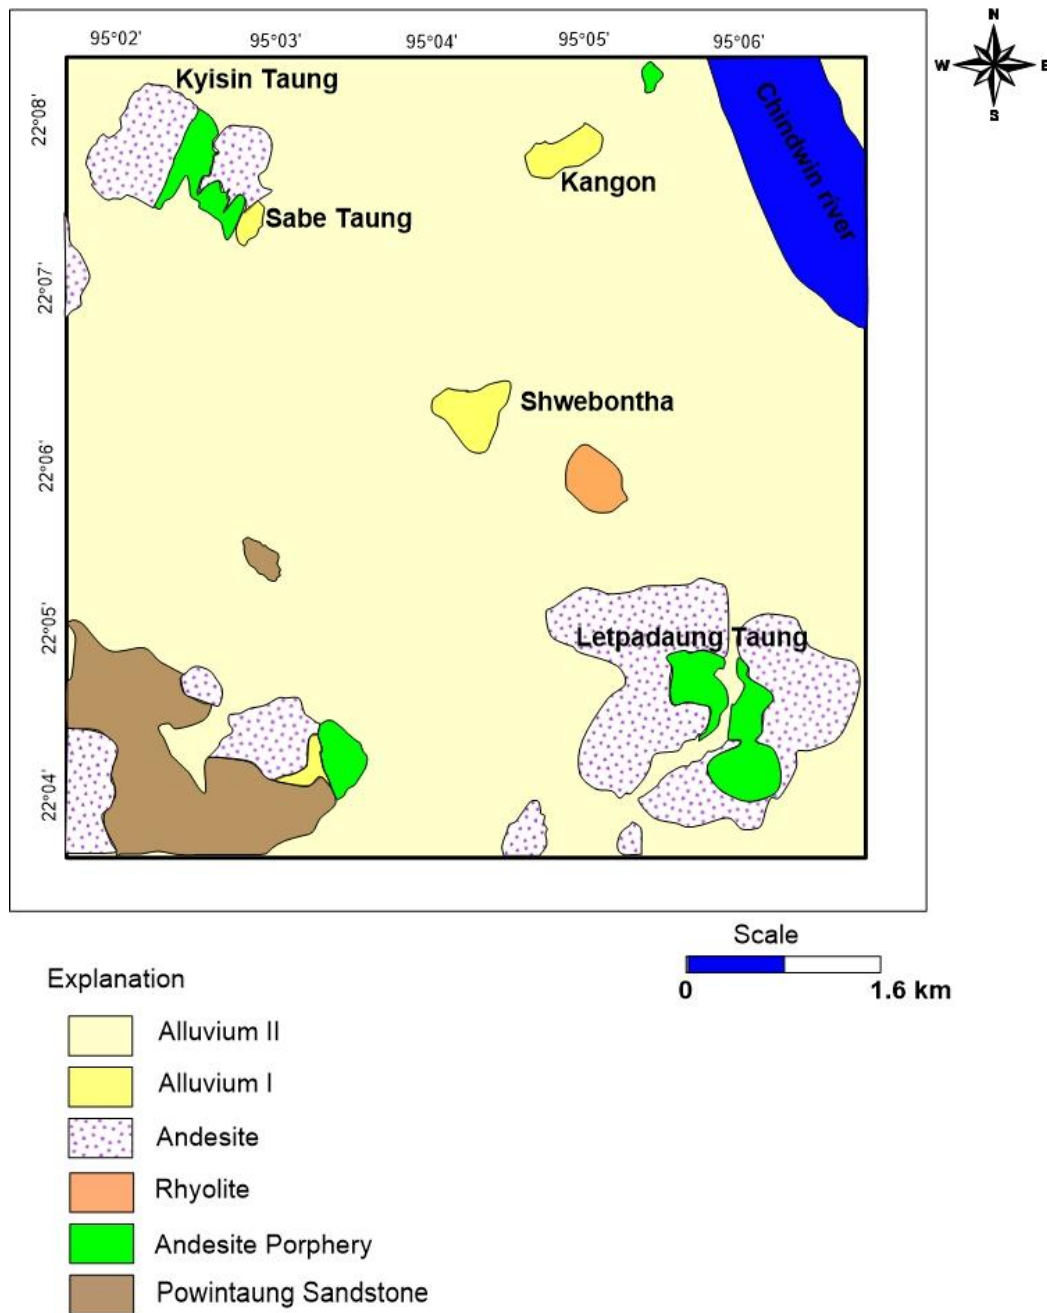 N
W E
S
95°02' 95°03' 95°04' 95°05' 95°06'
22°08'
22°07'
22°06'
22°05'
22°04'
Kyisin Taung
Chindwin river
Kangon
Sabe Taung
Shwebontha
Letpadaung Taung
Scale
0 1.6 km
Explanation
Alluvium II
Alluvium I
Andesite
Rhyolite
Andesite Porphery
Powintaung Sandstone